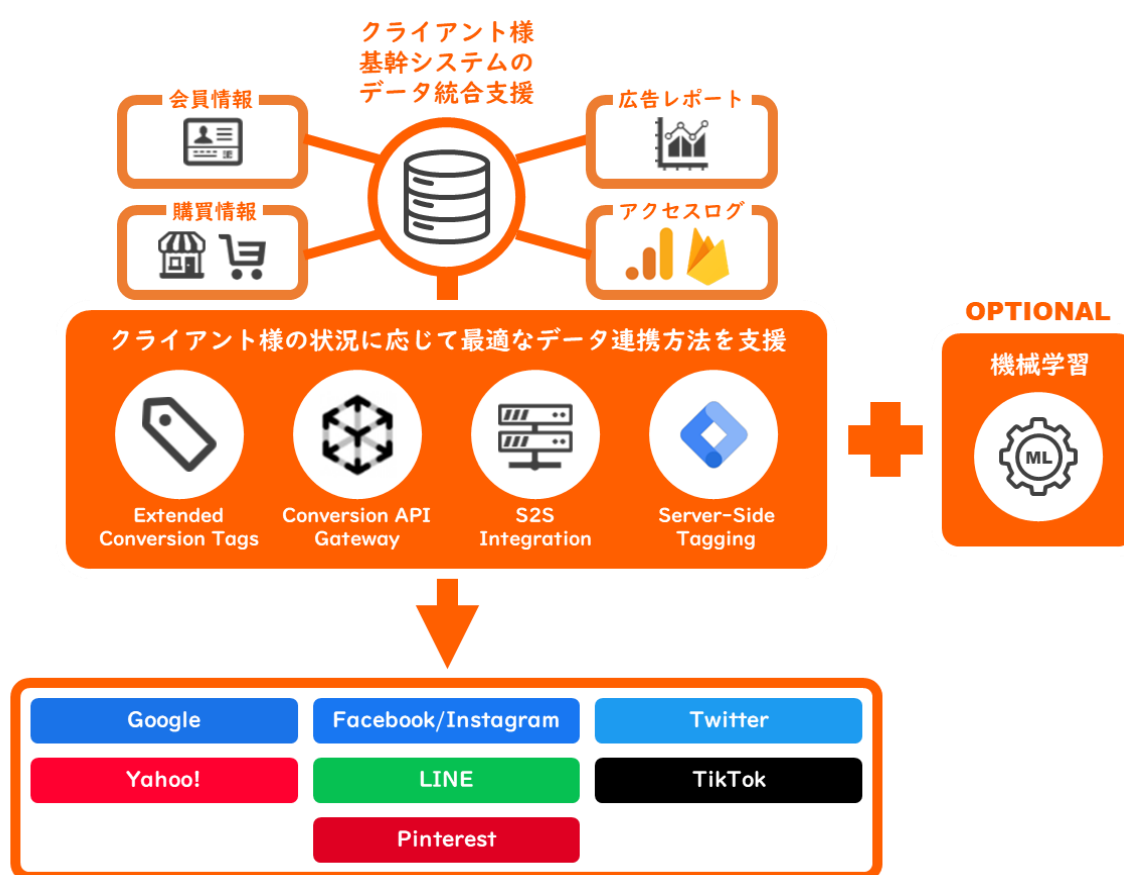 クライアント様
基幹システムの
データ統合支援
会員情報
広告レポート
購買情報
アクセスログ
クライアント様の状況に応じて最適なデータ連携方法を支援
Extended
Conversion Tags
Conversion API
Gateway
S2S
Integration
Server-Side
Tagging
OPTIONAL
機械学習
ML
Google
Facebook/Instagram
Twitter
Yahoo!
LINE
TikTok
Pinterest